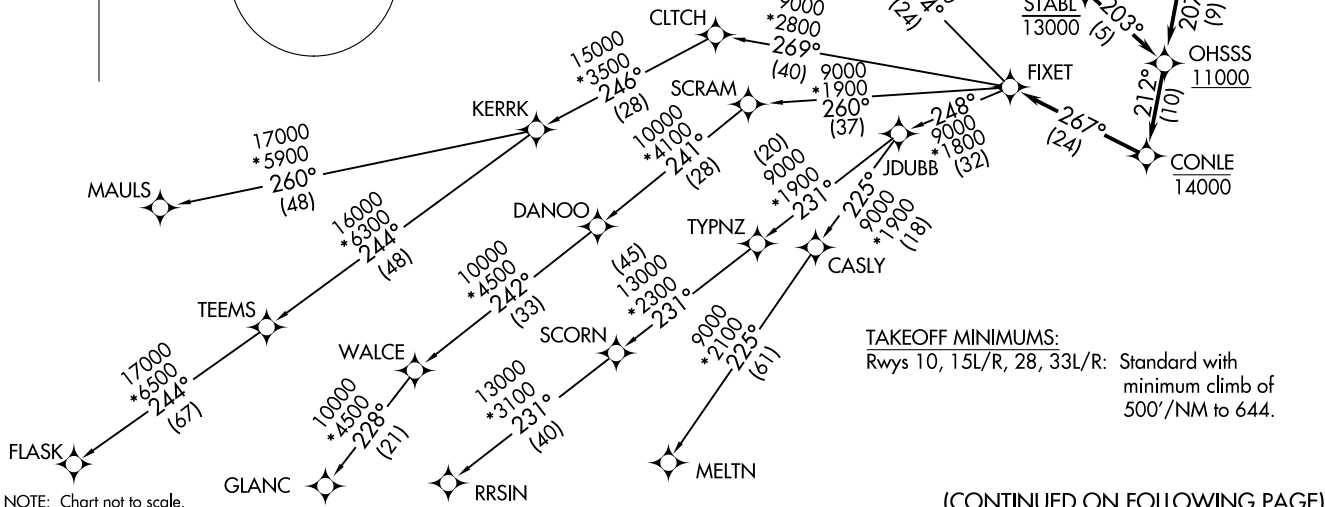 CLTCH
9000
*2800
269°
(40)
(24)
4°
STABL
13000
203°
(5)
207
(9)
OHSSS
11000
212°
(10)
FIXET
267°
(24)
CONLE
14000
15000
*3500
246°
(28)
SCRAM
9000
*1900
260°
(37)
248°
9000
*1800
(32)
JDUBB
KERRK
17000
*5900
260°
(48)
MAULS
10000
*4100
241°
(28)
(20)
9000
*1900
231°
225°
9000
*1900
(18)
16000
*6300
244°
(48)
DANOO
TYPNZ
CASLY
10000
*4500
242°
(33)
(45)
13000
*2300
231°
TEEMS
SCORN
WALCE
9000
*2100
225°
(61)
17000
*6500
244°
(67)
10000
*4500
228°
(21)
13000
*3100
231°
(40)
FLASK
GLANC
RRSIN
MELTN
TAKEOFF MINIMUMS:
Rwys 10, 15L/R, 28, 33L/R: Standard with
minimum climb of
500'/NM to 644.
NOTE: Chart not to scale.
(CONTINUED ON FOLLOWING PAGE)